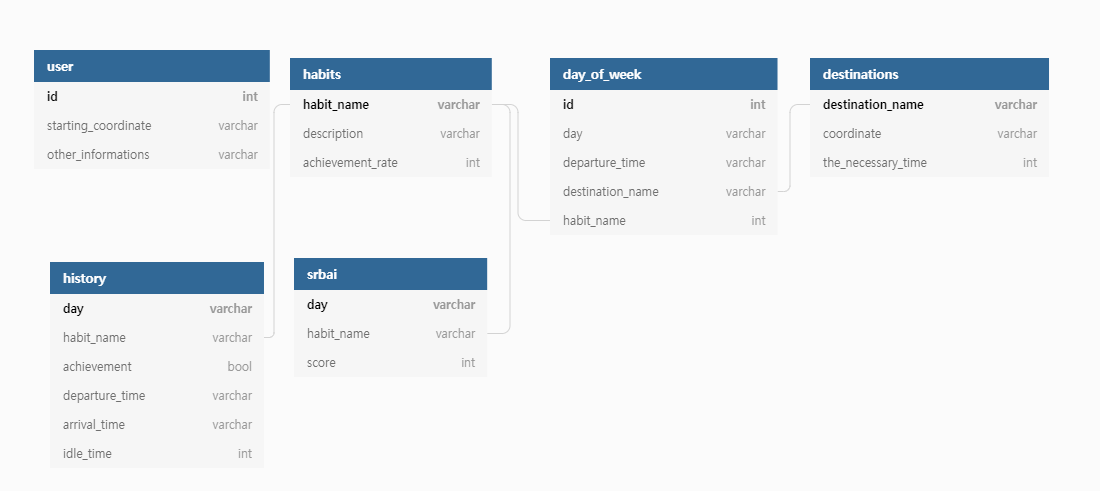 user
id int
starting_coordinate varchar
other_informations varchar
habits
habit_name varchar
description varchar
achievement_rate int
day_of_week
id int
day varchar
departure_time varchar
destination_name varchar
habit_name int
destinations
destination_name varchar
coordinate varchar
the_necessary_time int
history
day varchar
habit_name varchar
achievement bool
departure_time varchar
arrival_time varchar
idle_time int
srbai
day varchar
habit_name varchar
score int